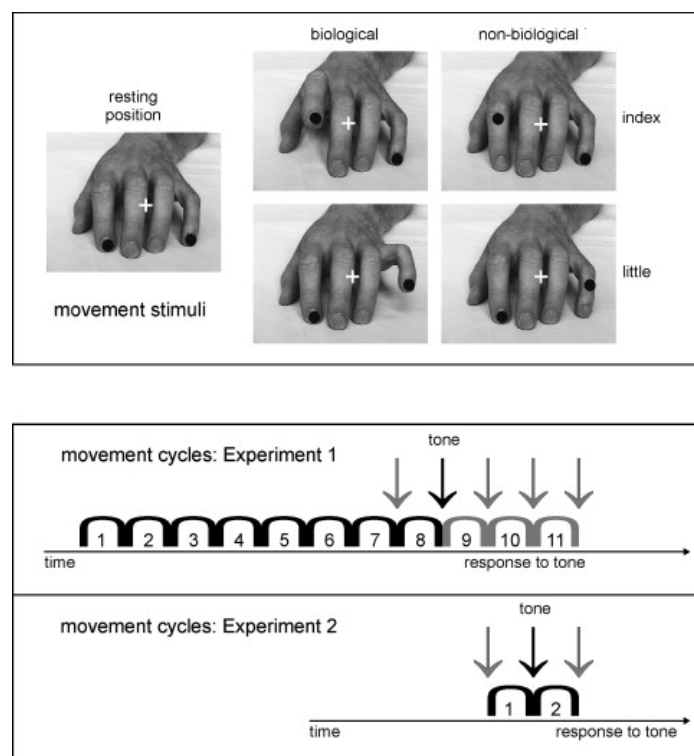 biological
non-biological
resting
position
index
little
movement stimuli
movement cycles: Experiment 1
tone
1 2 3 4 5 6 7 8 9 10 11
time
response to tone
movement cycles: Experiment 2
tone
1 2
time
response to tone